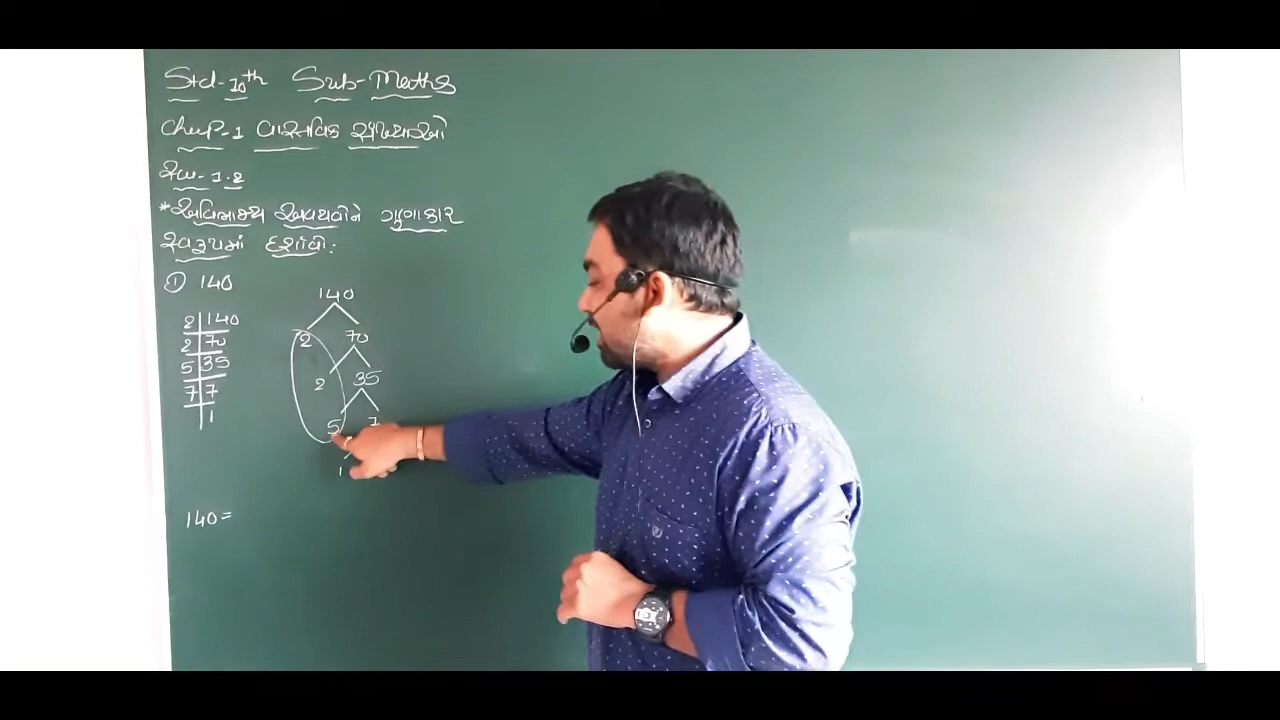 Std-10th Sub-Maths
Chap-1 વાસ્તવિક સંખ્યાઓ
સ્વા-1.2
*અવિભાજ્ય અવયવોને ગુણાકાર
સ્વરૂપમાં દર્શાવો:
① 140
2 140
2 70
5 35
7 7
1
140
2 70
2 35
5 7
1
140=